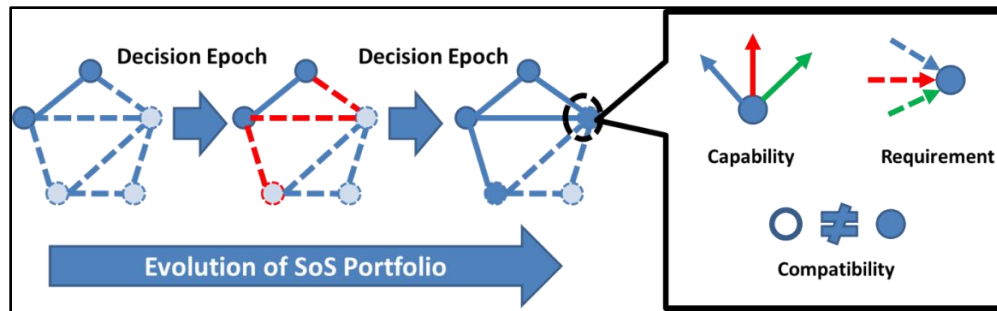 Decision Epoch
Decision Epoch
Evolution of SoS Portfolio
Capability
Requirement
Compatibility